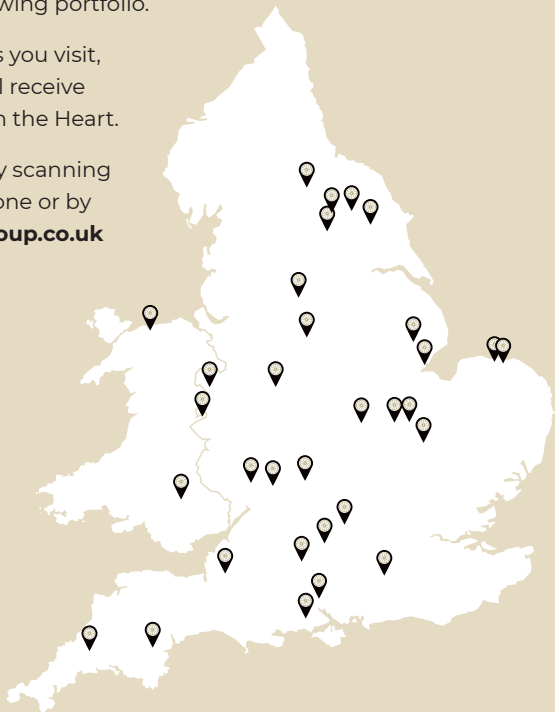 wing portfolio.
s you visit,
l receive
n the Heart.
y scanning
one or by
oup.co.uk